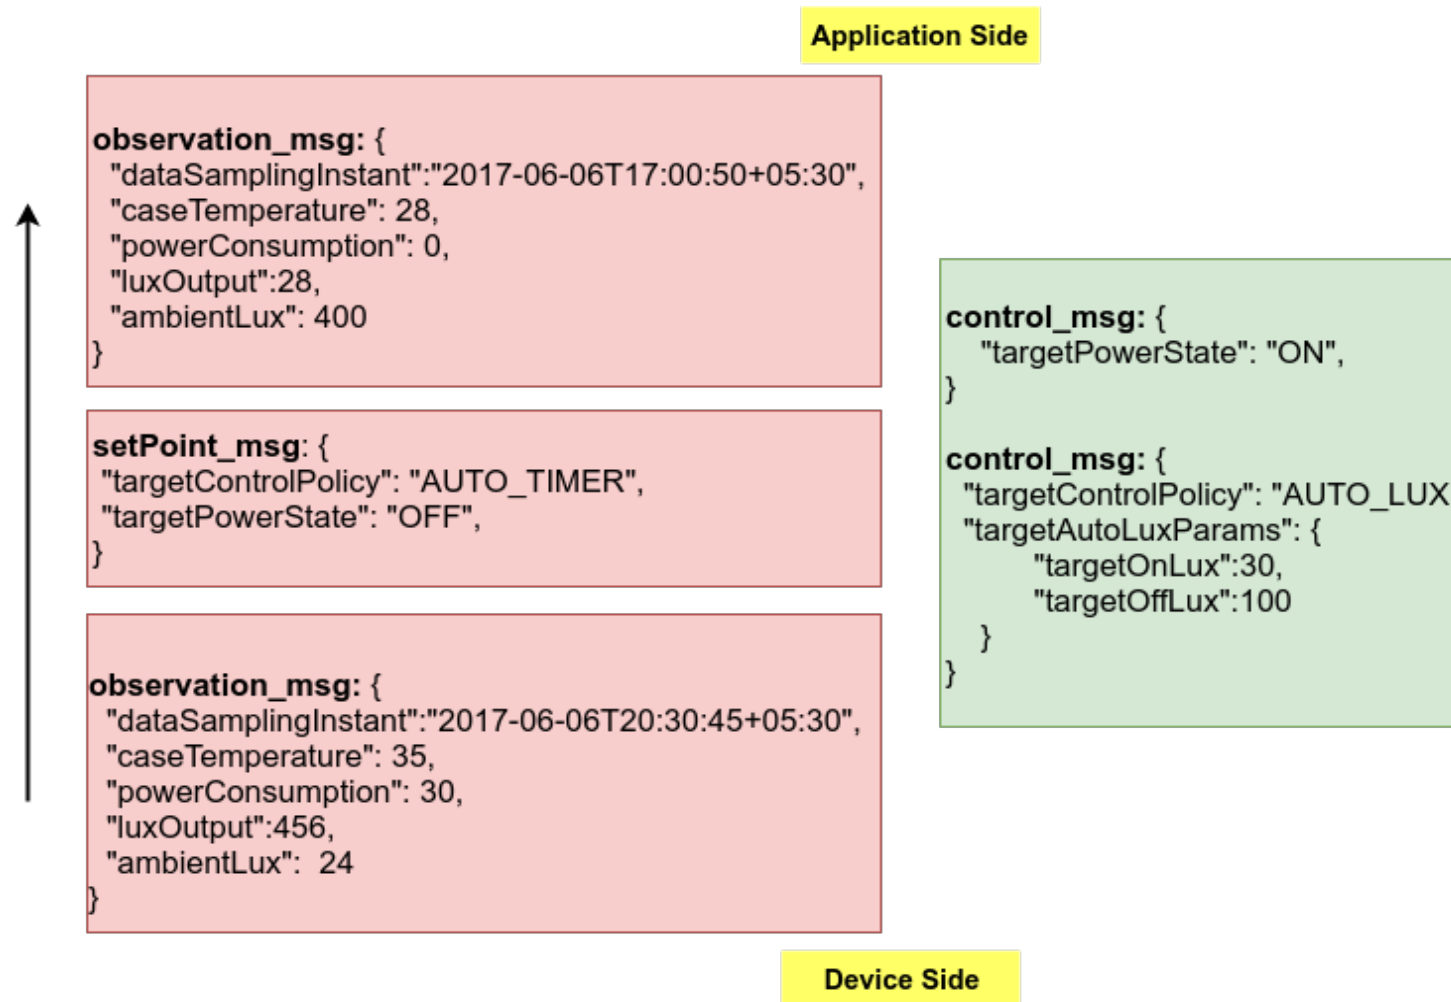 Application Side
observation_msg: {
"dataSamplingInstant":"2017-06-06T17:00:50+05:30",
"caseTemperature": 28,
"powerConsumption": 0,
"luxOutput":28,
"ambientLux": 400
}
setPoint_msg: {
"targetControlPolicy": "AUTO_TIMER",
"targetPowerState": "OFF",
}
observation_msg: {
"dataSamplingInstant":"2017-06-06T20:30:45+05:30",
"caseTemperature": 35,
"powerConsumption": 30,
"luxOutput":456,
"ambientLux": 24
}
control_msg: {
"targetPowerState": "ON",
}
control_msg: {
"targetControlPolicy": "AUTO_LUX
"targetAutoLuxParams": {
"targetOnLux":30,
"targetOffLux":100
}
}
Device Side